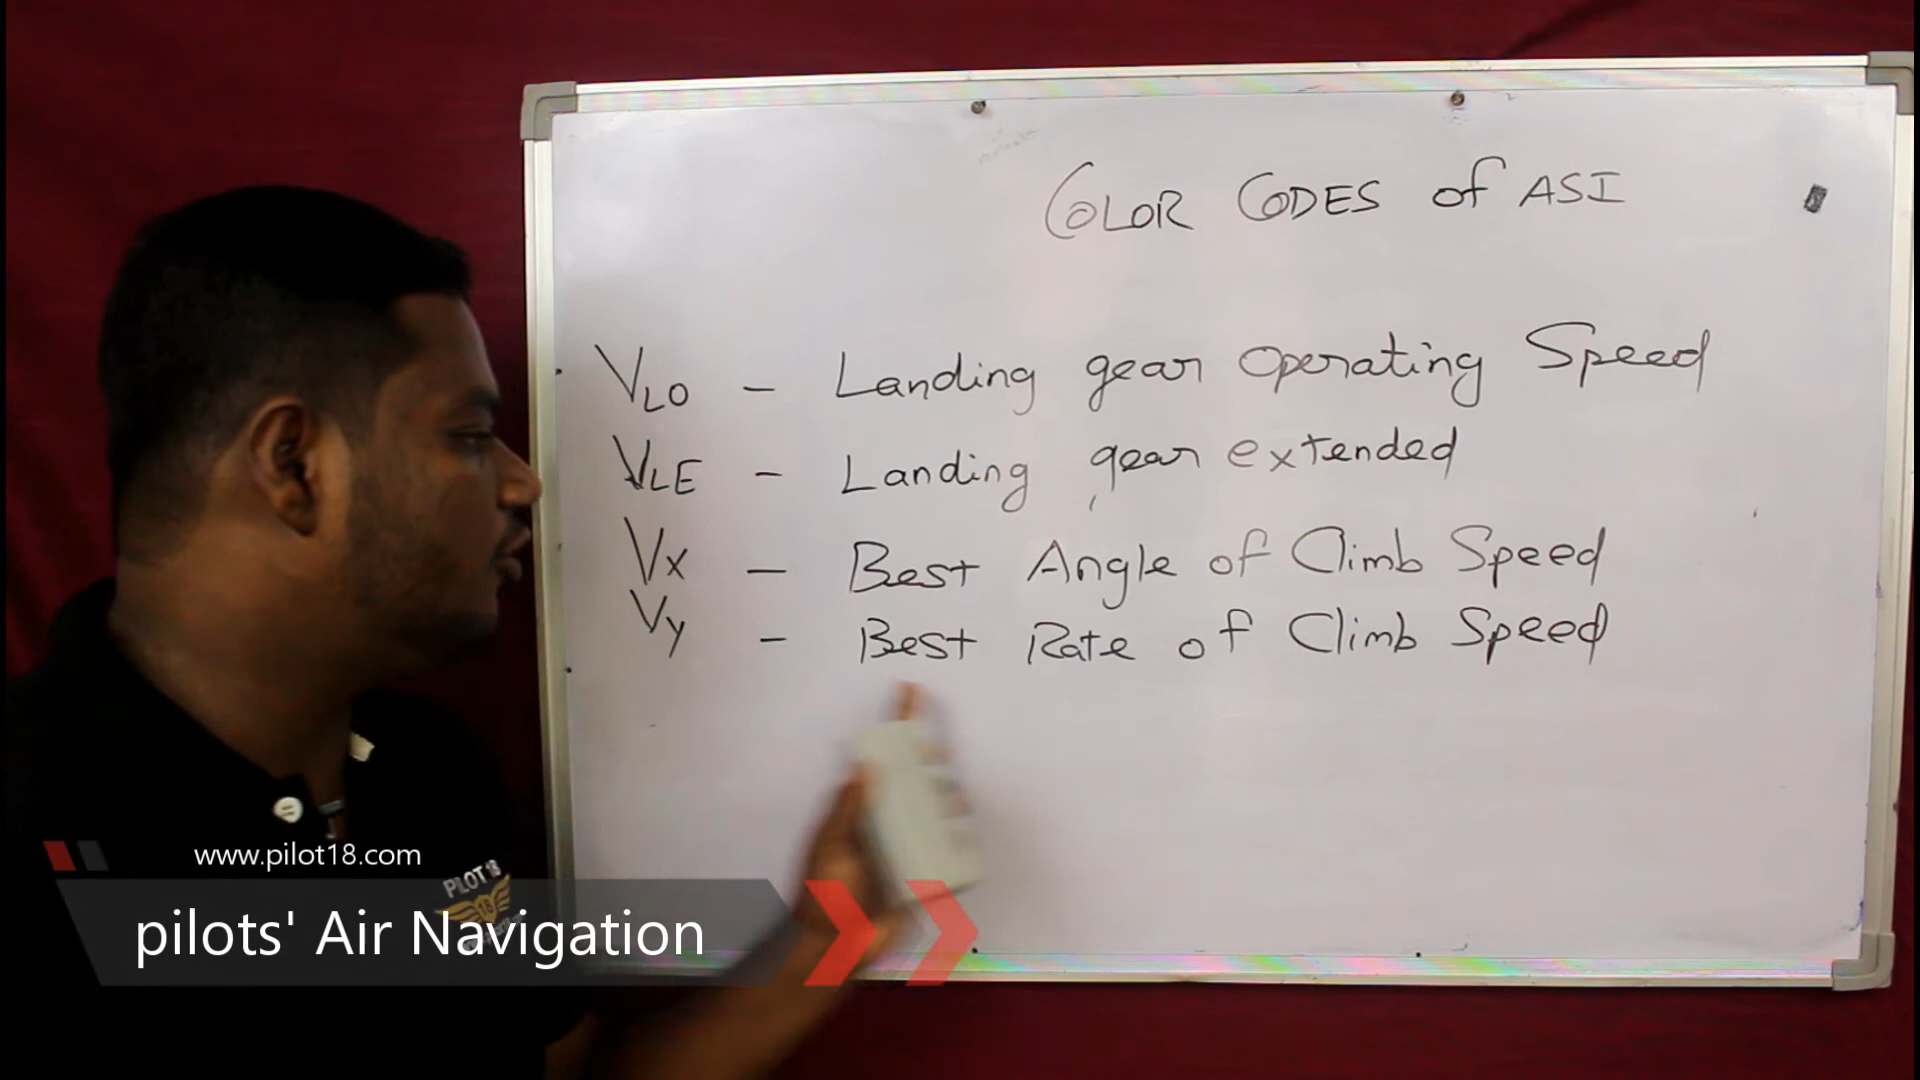 COLOR CODES of ASI
VLO - Landing gear Operating Speed
VLE - Landing gear extended
Vx - Best Angle of Climb Speed
Vy - Best Rate of Climb Speed
www.pilot18.com
PILOT 18
18
pilots' Air Navigation